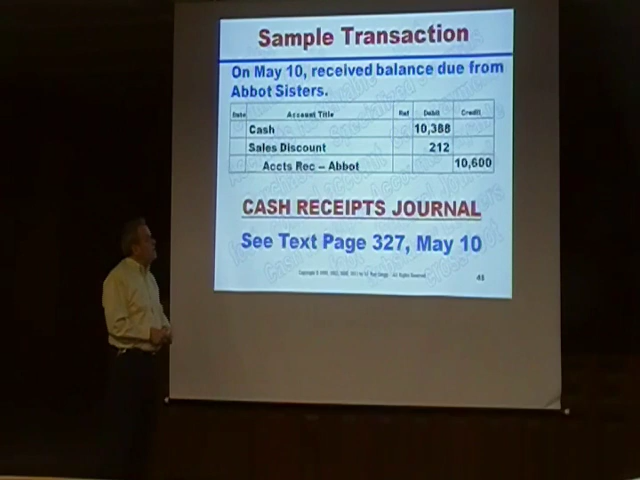 Sample Transaction
On May 10, received balance due from
Abbot Sisters.
Date Account Title Ref Debit Credit
Cash 10,388
Sales Discount 212
Accts Rec – Abbot 10,600
CASH RECEIPTS JOURNAL
See Text Page 327, May 10
45